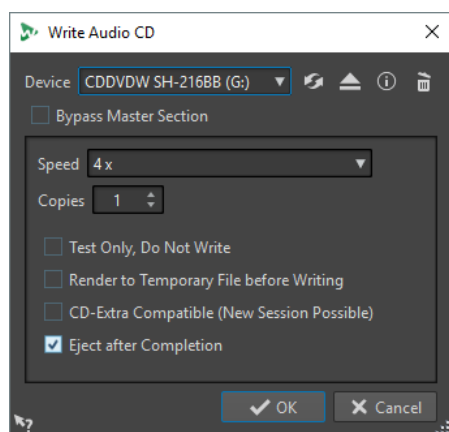 Write Audio CD
Device CDDVDW SH-216BB (G:)
Bypass Master Section
Speed 4 x
Copies 1
Test Only, Do Not Write
Render to Temporary File before Writing
CD-Extra Compatible (New Session Possible)
Eject after Completion
OK Cancel